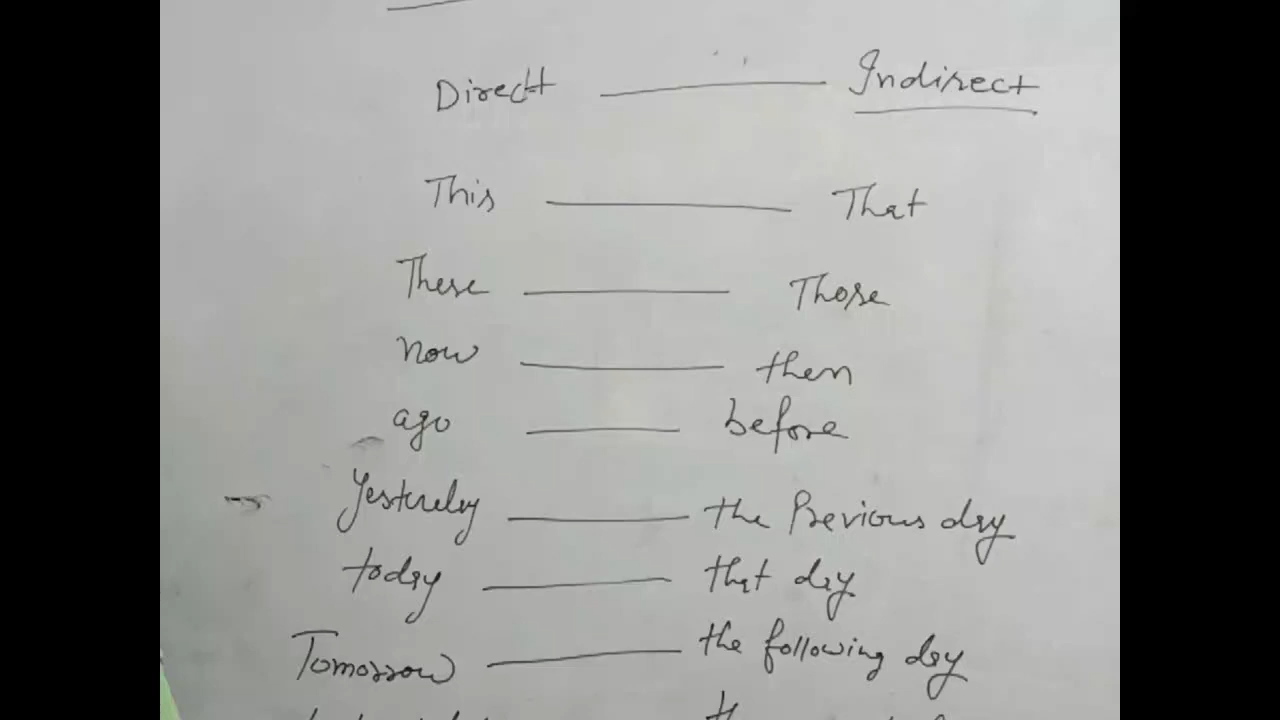 Direct — Indirect
This — That
These — Those
now — then
ago — before
Yesterday — the Previous day
today — that day
Tomorrow — the following day